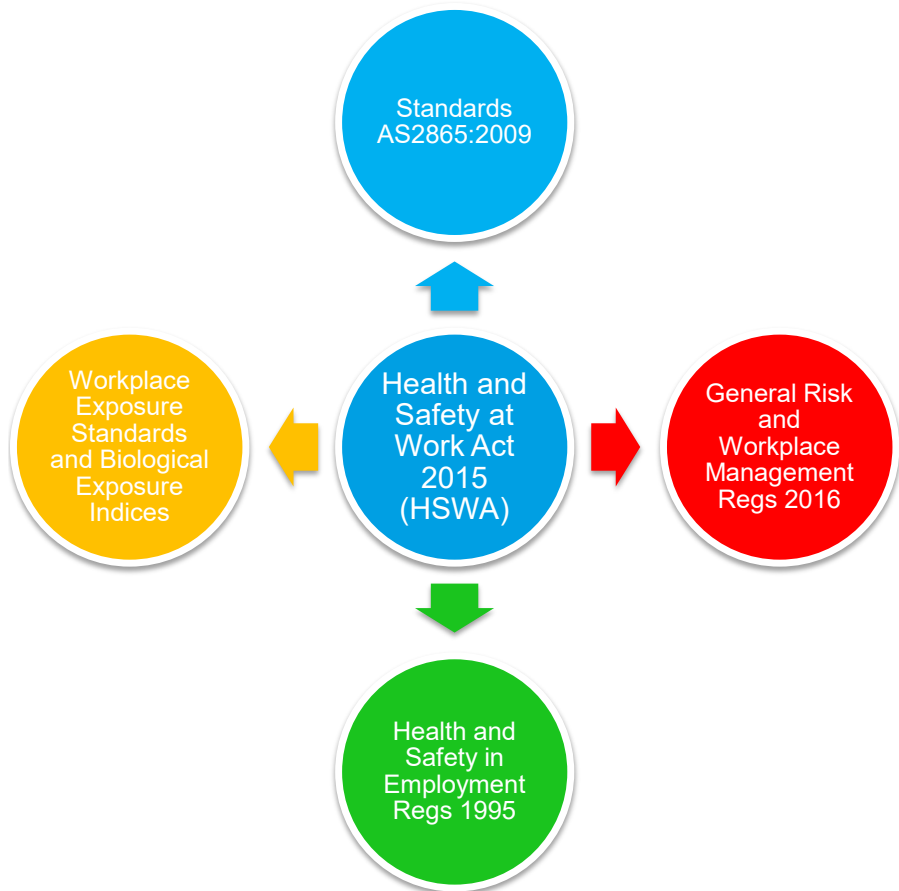 Standards
AS2865:2009
Workplace
Exposure
Standards
and Biological
Exposure
Indices
Health and
Safety at
Work Act
2015
(HSWA)
General Risk
and
Workplace
Management
Regs 2016
Health and
Safety in
Employment
Regs 1995